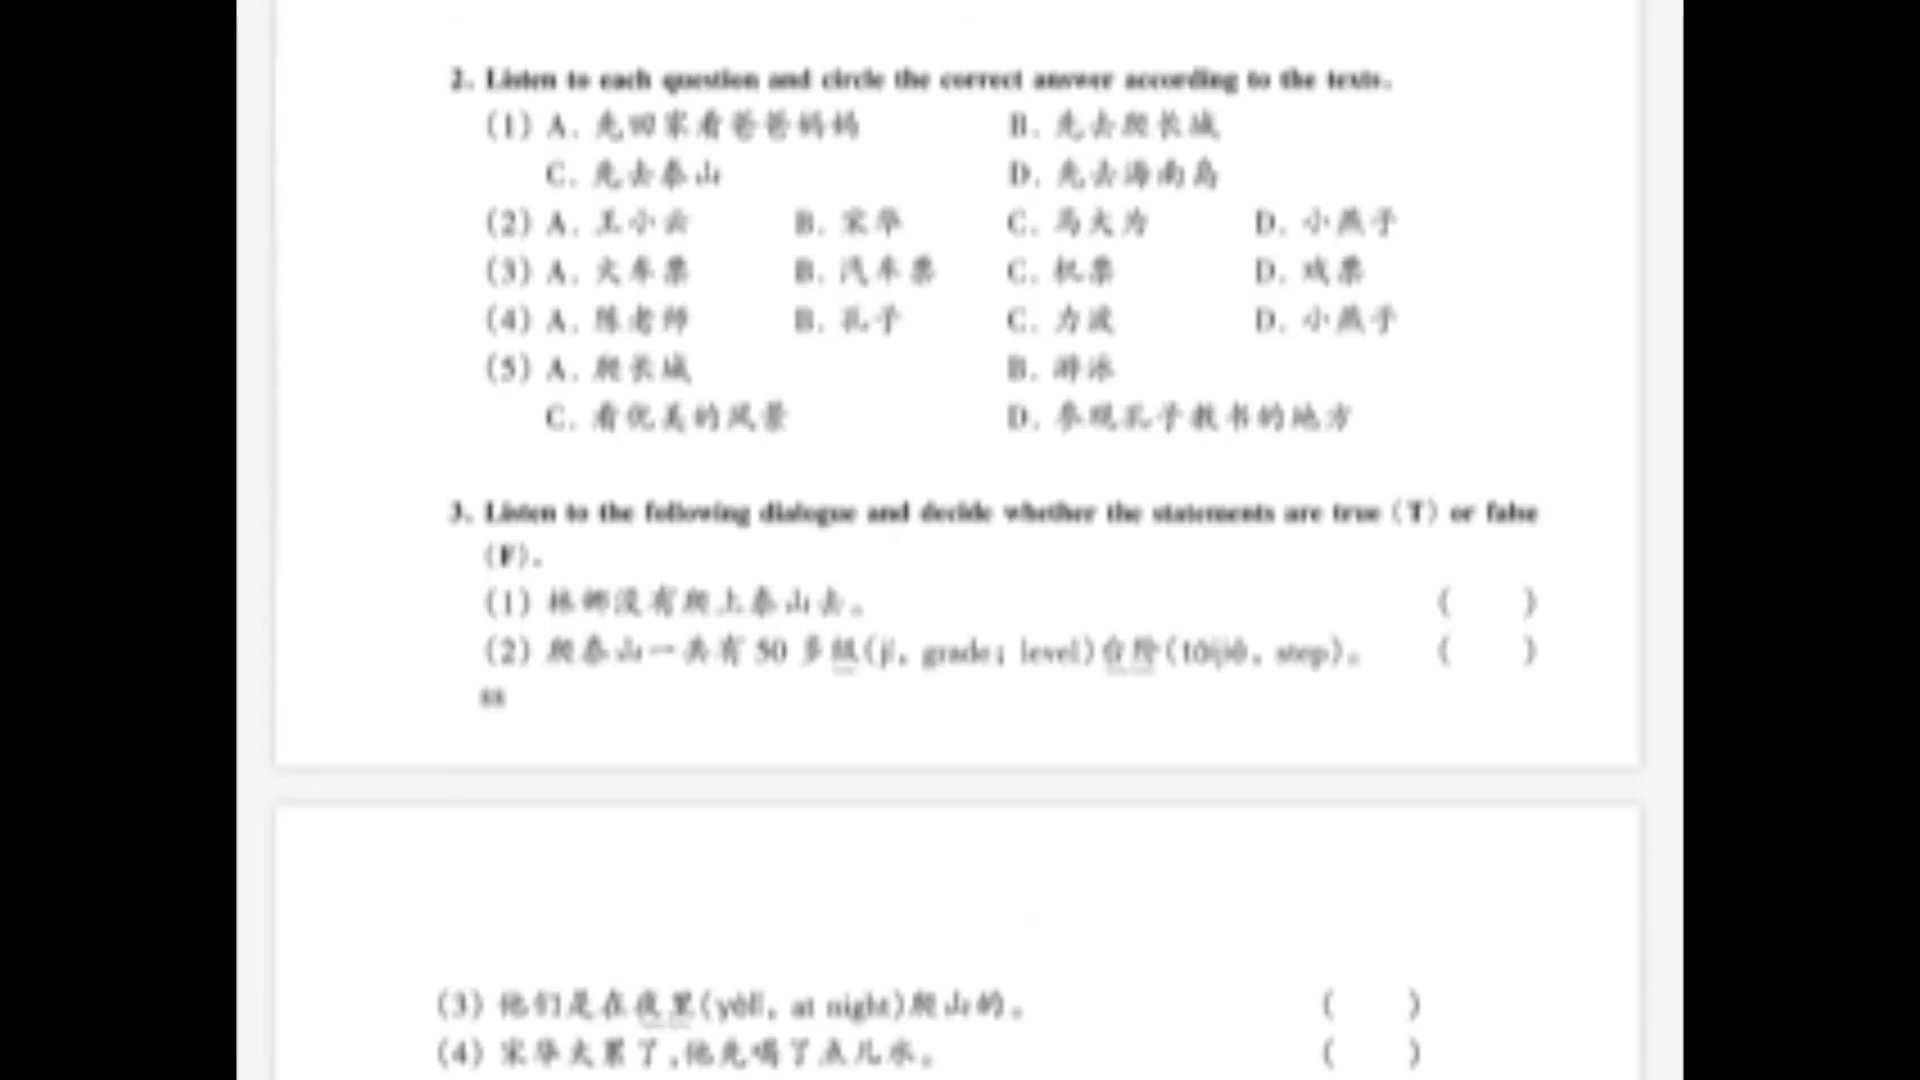 2. Listen to each question and circle the correct answer according to the texts.
(1) A. 先回家看爸爸妈妈 B. 先去爬长城
C. 先去泰山 D. 先去海南岛
(2) A. 王小云 B. 宋华 C. 马大为 D. 小燕子
(3) A. 火车票 B. 汽车票 C. 机票 D. 戏票
(4) A. 陈老师 B. 孔子 C. 力波 D. 小燕子
(5) A. 爬长城 B. 游泳
C. 看优美的风景 D. 参观孔子教书的地方
3. Listen to the following dialogue and decide whether the statements are true (T) or false
(F).
(1) 林娜没有爬上泰山去。 ( )
(2) 爬泰山一共有 50 多级(jí, grade; level)台阶(táijiē, step)。 ( )
88
(3) 他们是在夜里(yèlǐ, at night)爬山的。 ( )
(4) 宋华太累了,他先喝了点儿水。 ( )